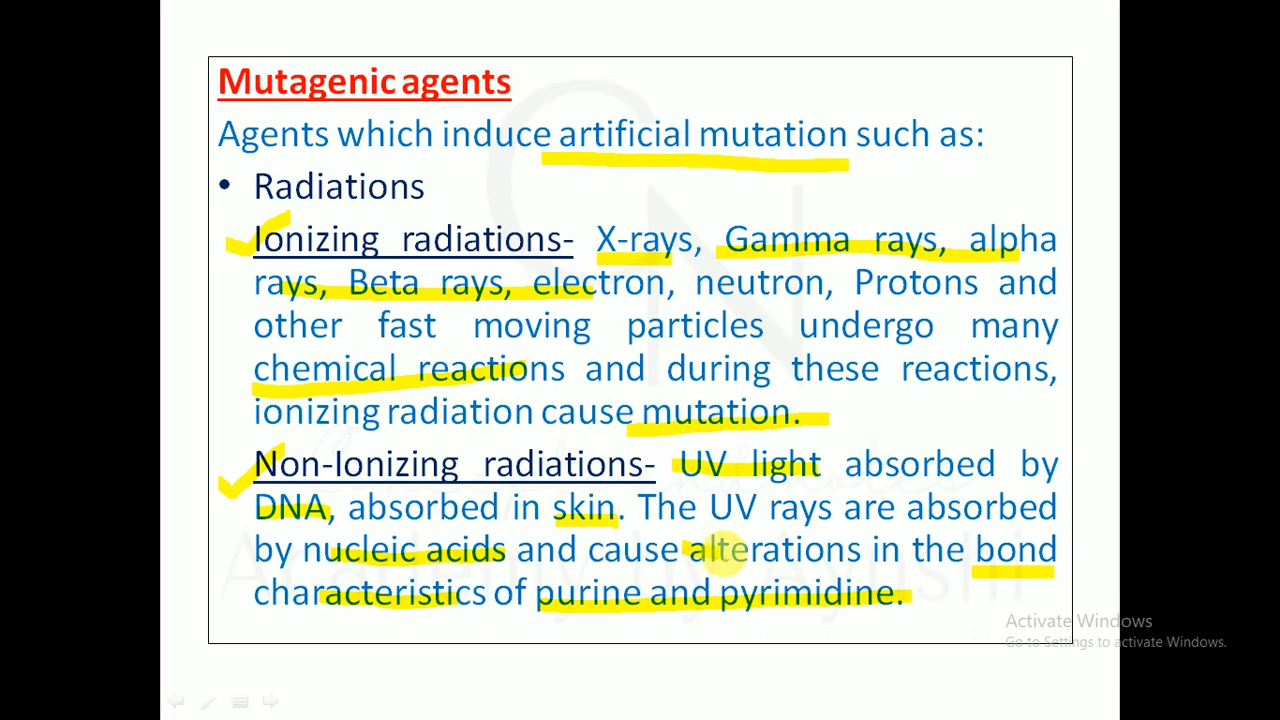 Mutagenic agents
Agents which induce artificial mutation such as:
• Radiations
Ionizing radiations- X-rays, Gamma rays, alpha
rays, Beta rays, electron, neutron, Protons and
other fast moving particles undergo many
chemical reactions and during these reactions,
ionizing radiation cause mutation.
Non-Ionizing radiations- UV light absorbed by
DNA, absorbed in skin. The UV rays are absorbed
by nucleic acids and cause alterations in the bond
characteristics of purine and pyrimidine.
Activate Windows
Go to Settings to activate Windows.